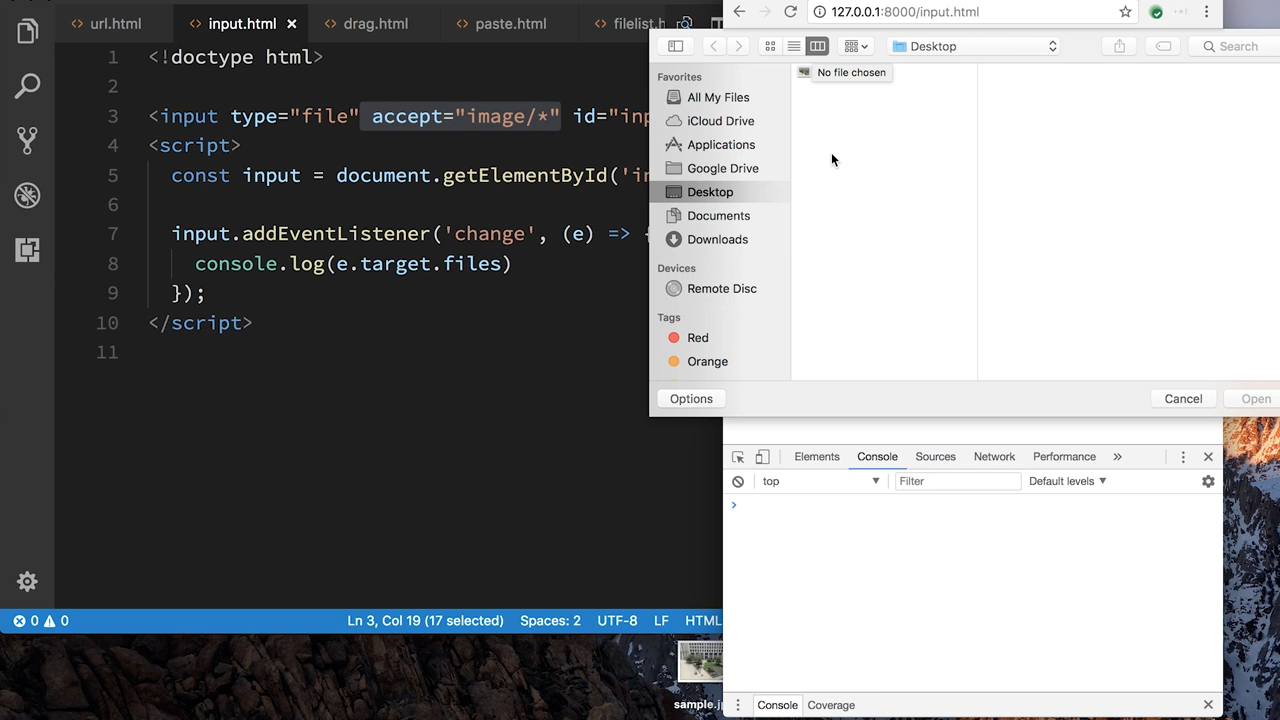 url.html
input.html
drag.html
paste.html
filelist.h
1 <!doctype html>
2
3 <input type="file" accept="image/*" id="inp
4 <script>
5 const input = document.getElementById('in
6
7 input.addEventListener('change', (e) => {
8 console.log(e.target.files)
9 });
10 </script>
11
0 0 Ln 3, Col 19 (17 selected) Spaces: 2 UTF-8 LF HTML
sample.j
127.0.0.1:8000/input.html
Desktop
Search
Favorites
All My Files
iCloud Drive
Applications
Google Drive
Desktop
Documents
Downloads
Devices
Remote Disc
Tags
Red
Orange
No file chosen
Options
Cancel
Open
Elements Console Sources Network Performance »
top
Filter
Default levels
Console
Coverage